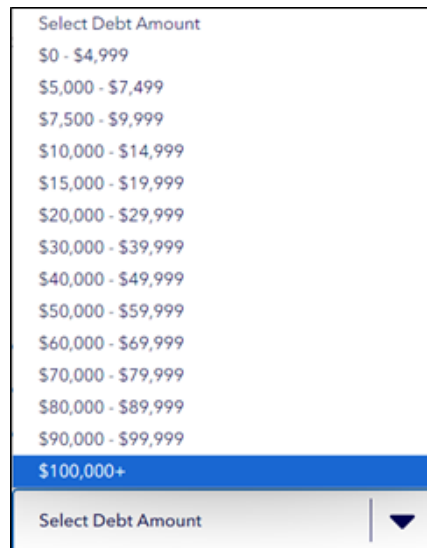 Select Debt Amount
$0 - $4,999
$5,000 - $7,499
$7,500 - $9,999
$10,000 - $14,999
$15,000 - $19,999
$20,000 - $29,999
$30,000 - $39,999
$40,000 - $49,999
$50,000 - $59,999
$60,000 - $69,999
$70,000 - $79,999
$80,000 - $89,999
$90,000 - $99,999
$100,000+
Select Debt Amount